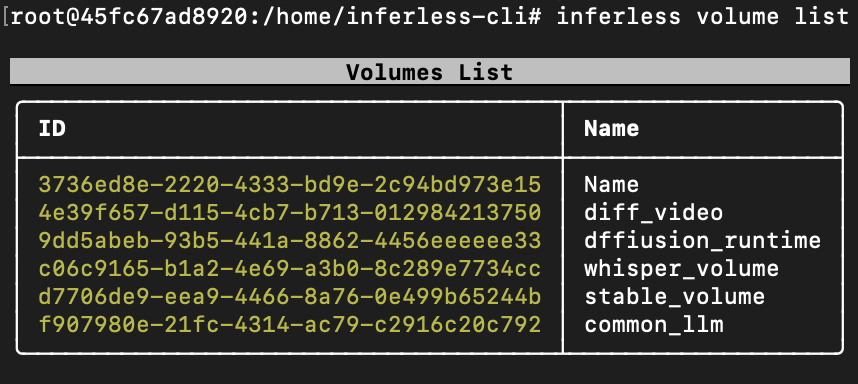 [root@45fc67ad8920:/home/inferless-cli# inferless volume list
Volumes List
ID Name
3736ed8e-2220-4333-bd9e-2c94bd973e15 Name
4e39f657-d115-4cb7-b713-012984213750 diff_video
9dd5abeb-93b5-441a-8862-4456eeeeee33 dffiusion_runtime
c06c9165-b1a2-4e69-a3b0-8c289e7734cc whisper_volume
d7706de9-eea9-4466-8a76-0e499b65244b stable_volume
f907980e-21fc-4314-ac79-c2916c20c792 common_llm